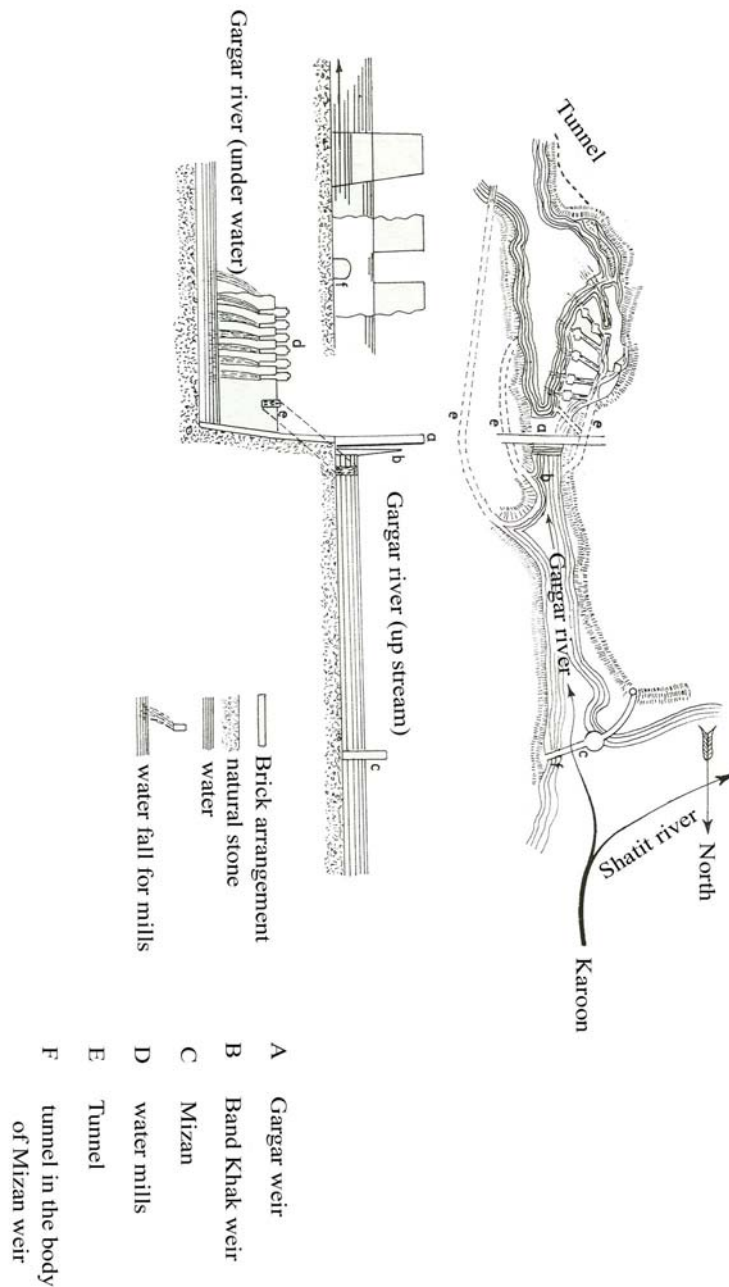 North
Shatit river
Karoon
Tunnel
Gargar river
a
b
c
e
e
e
f
f
Gargar river (up stream)
a
b
c
d
e
Gargar river (under water)
Brick arrangement
natural stone
water
water fall for mills
A Gargar weir
B Band Khak weir
C Mizan
D water mills
E Tunnel
F tunnel in the body
of Mizan weir